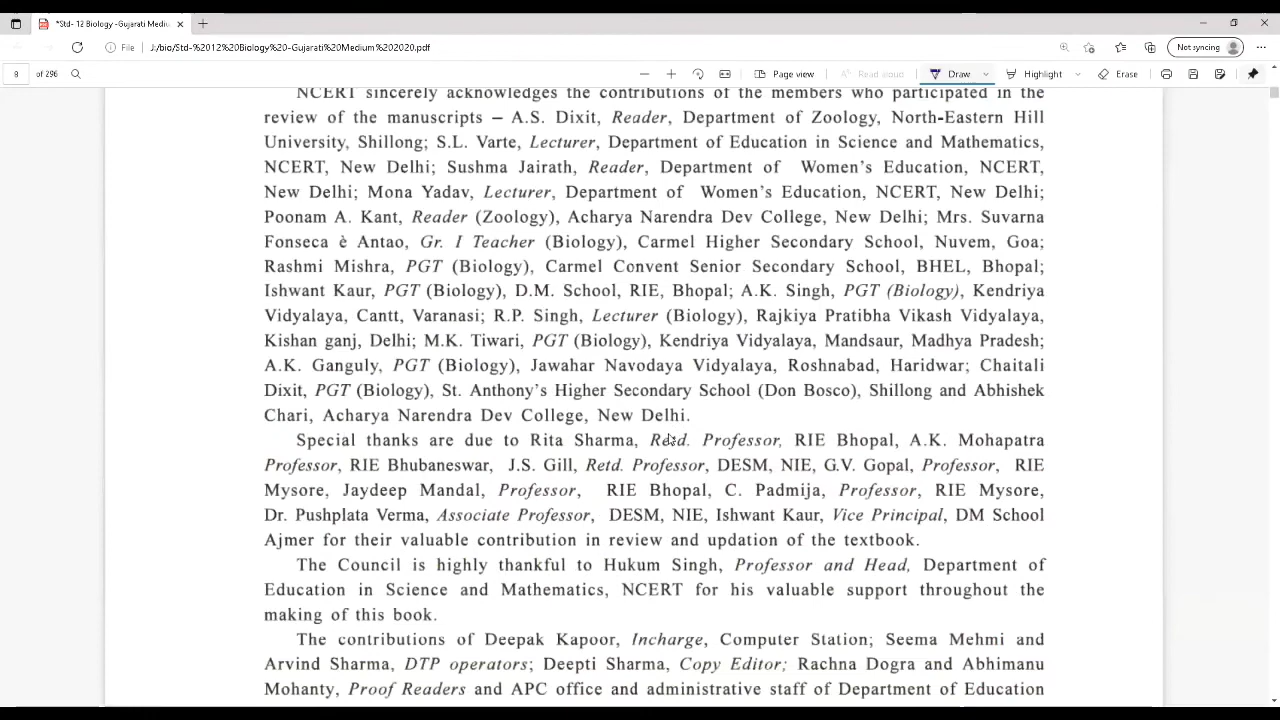 *Std- 12 Biology -Gujarati Mediu
File
J:/bio/Std-%2012%20Biology%20-Gujarati%20Medium%202020.pdf
Not syncing
8 of 296
Page view
Read aloud
Draw
Highlight
Erase
NCERT sincerely acknowledges the contributions of the members who participated in the
review of the manuscripts – A.S. Dixit, Reader, Department of Zoology, North-Eastern Hill
University, Shillong; S.L. Varte, Lecturer, Department of Education in Science and Mathematics,
NCERT, New Delhi; Sushma Jairath, Reader, Department of Women's Education, NCERT,
New Delhi; Mona Yadav, Lecturer, Department of Women's Education, NCERT, New Delhi;
Poonam A. Kant, Reader (Zoology), Acharya Narendra Dev College, New Delhi; Mrs. Suvarna
Fonseca è Antao, Gr. I Teacher (Biology), Carmel Higher Secondary School, Nuvem, Goa;
Rashmi Mishra, PGT (Biology), Carmel Convent Senior Secondary School, BHEL, Bhopal;
Ishwant Kaur, PGT (Biology), D.M. School, RIE, Bhopal; A.K. Singh, PGT (Biology), Kendriya
Vidyalaya, Cantt, Varanasi; R.P. Singh, Lecturer (Biology), Rajkiya Pratibha Vikash Vidyalaya,
Kishan ganj, Delhi; M.K. Tiwari, PGT (Biology), Kendriya Vidyalaya, Mandsaur, Madhya Pradesh;
A.K. Ganguly, PGT (Biology), Jawahar Navodaya Vidyalaya, Roshnabad, Haridwar; Chaitali
Dixit, PGT (Biology), St. Anthony's Higher Secondary School (Don Bosco), Shillong and Abhishek
Chari, Acharya Narendra Dev College, New Delhi.
Special thanks are due to Rita Sharma, Retd. Professor, RIE Bhopal, A.K. Mohapatra
Professor, RIE Bhubaneswar, J.S. Gill, Retd. Professor, DESM, NIE, G.V. Gopal, Professor, RIE
Mysore, Jaydeep Mandal, Professor, RIE Bhopal, C. Padmija, Professor, RIE Mysore,
Dr. Pushplata Verma, Associate Professor, DESM, NIE, Ishwant Kaur, Vice Principal, DM School
Ajmer for their valuable contribution in review and updation of the textbook.
The Council is highly thankful to Hukum Singh, Professor and Head, Department of
Education in Science and Mathematics, NCERT for his valuable support throughout the
making of this book.
The contributions of Deepak Kapoor, Incharge, Computer Station; Seema Mehmi and
Arvind Sharma, DTP operators; Deepti Sharma, Copy Editor; Rachna Dogra and Abhimanu
Mohanty, Proof Readers and APC office and administrative staff of Department of Education